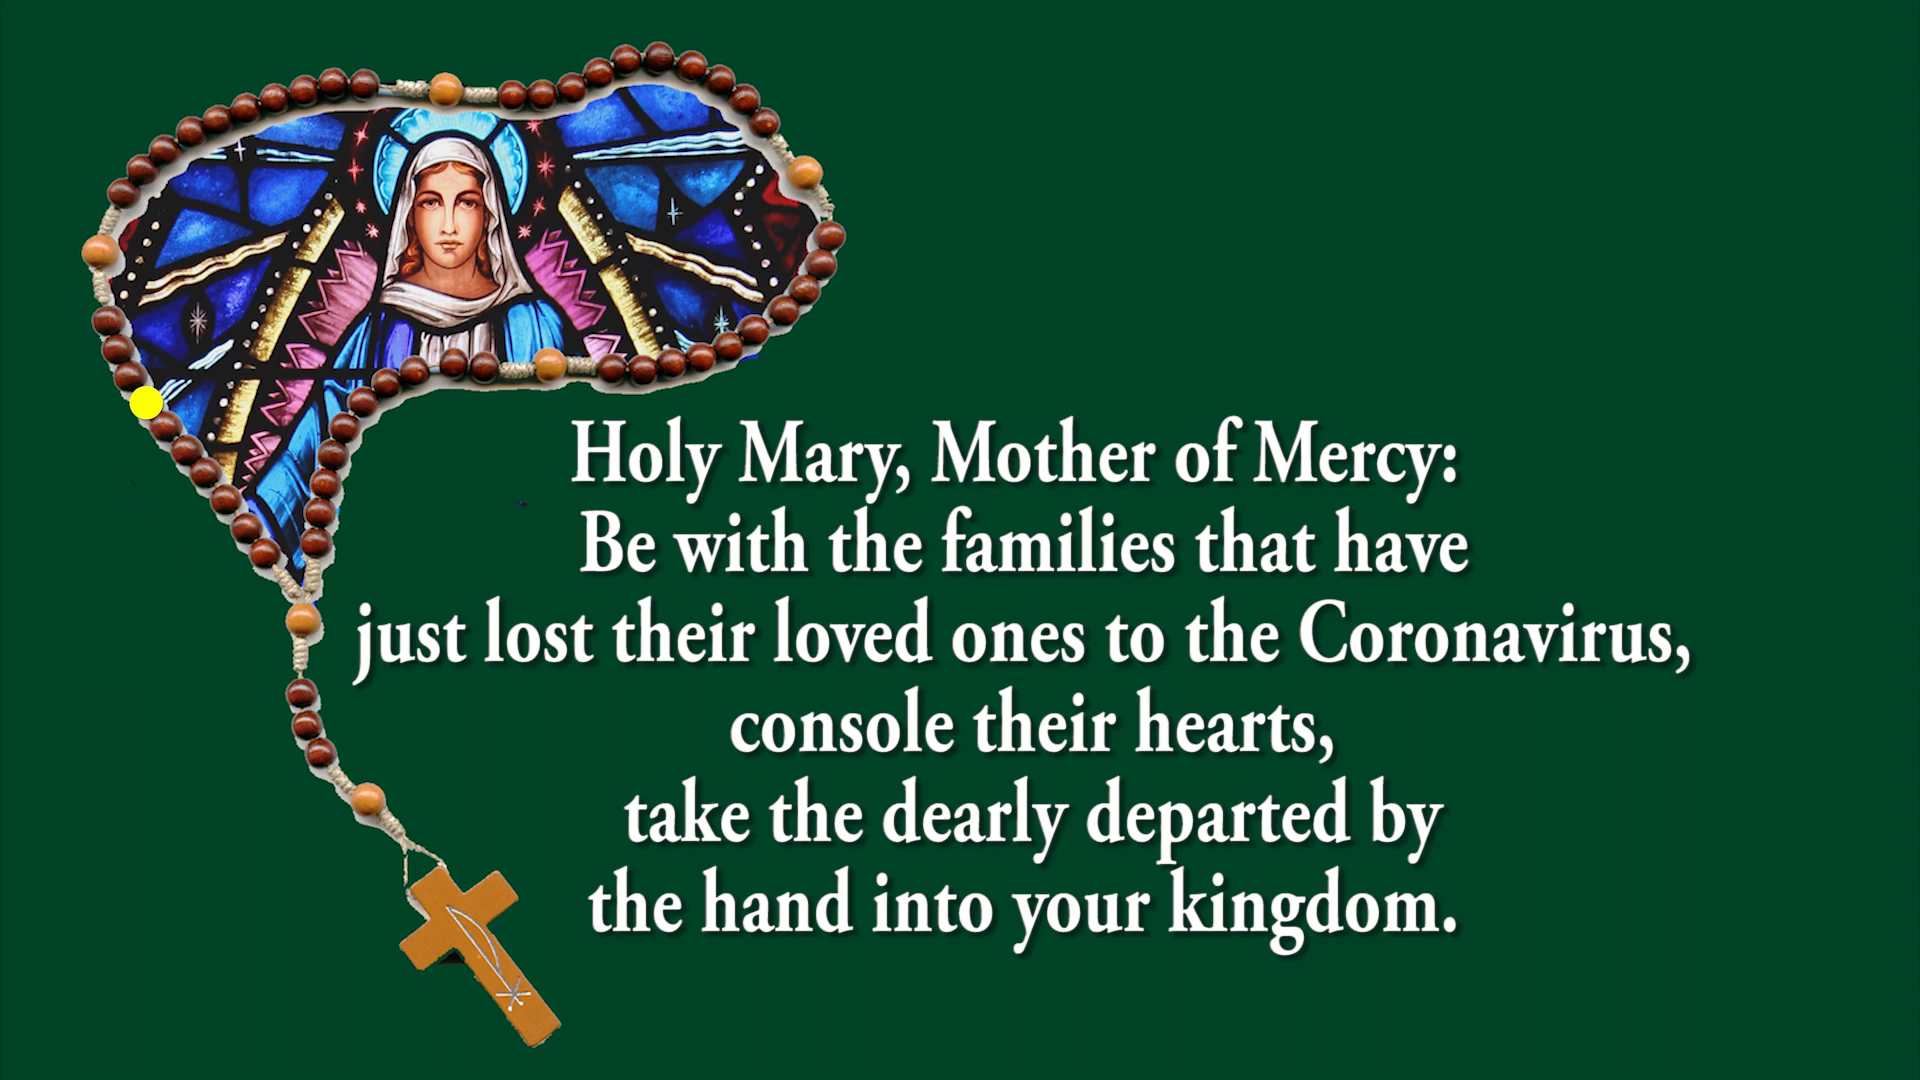 Holy Mary, Mother of Mercy:
Be with the families that have
just lost their loved ones to the Coronavirus,
console their hearts,
take the dearly departed by
the hand into your kingdom.